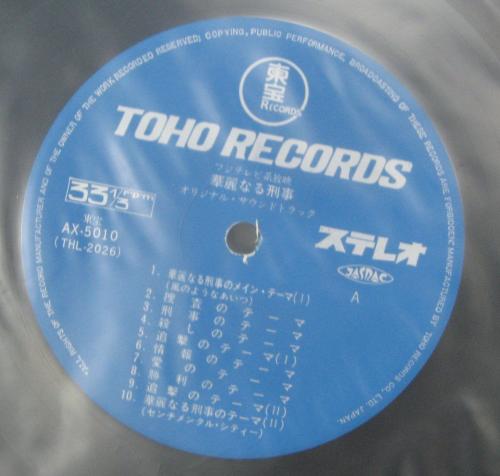 東宝
RECORDS
TOHO RECORDS
フジテレビ系放映
華麗なる刑事
オリジナル・サウンドトラック
33 1/3 rpm
東宝
AX-5010
(THL-2026)
ステレオ
JASRAC
A
1. 華麗なる刑事のメイン・テーマ(I)
(風のようなあいつ)
2. 捜査のテーマ
3. 刑事のテーマ
4. 殺しのテーマ
5. 追撃のテーマ(I)
6. 情報のテーマ
7. 愛のテーマ
8. 勝利のテーマ
9. 追撃のテーマ(II)
10. 華麗なる刑事のテーマ(II)
(センチメンタル・シティー)
ALL RIGHTS OF THE RECORD MANUFACTURER AND OF THE OWNER OF THE WORK RECORDED RESERVED; COPYING, PUBLIC PERFORMANCE, BROADCASTING OF THESE RECORDS ARE FORBIDDEN. MANUFACTURED BY TOHO RECORDS CO., LTD. JAPAN.